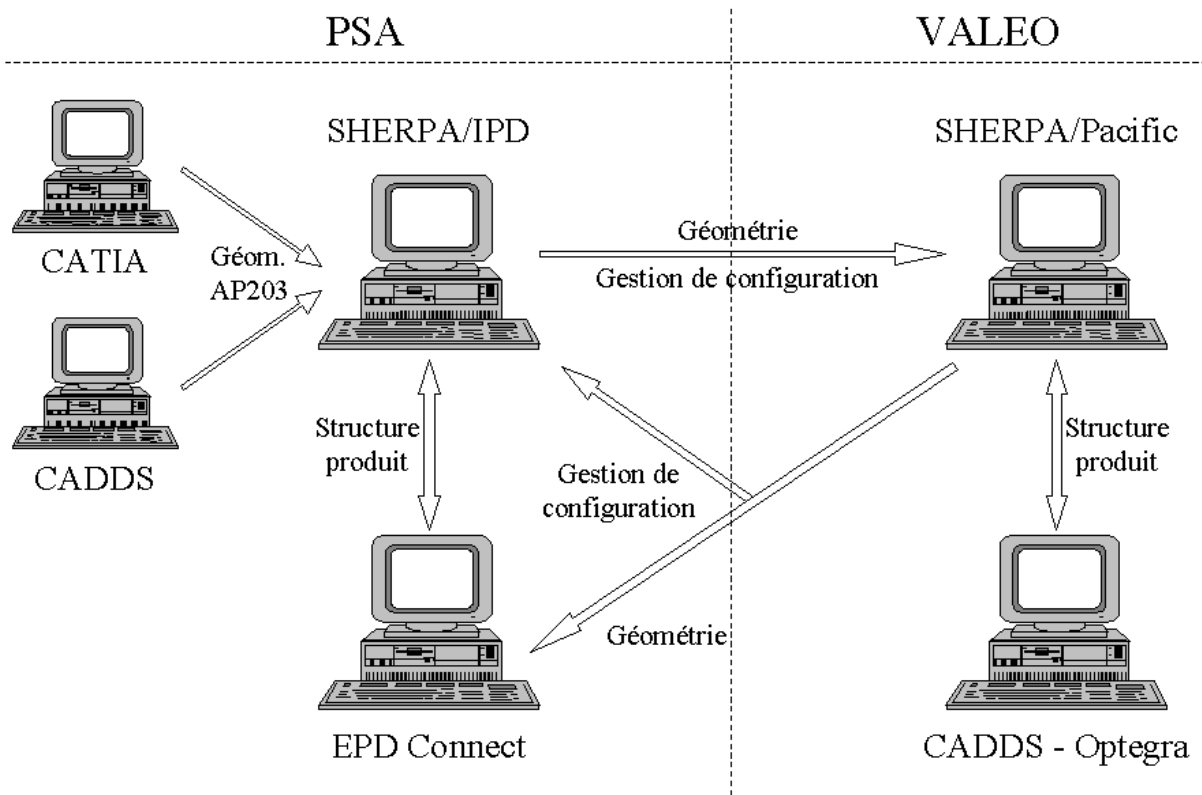 PSA
VALEO
SHERPA/IPD
SHERPA/Pacific
CATIA
Géom.
AP203
Géométrie
Gestion de configuration
CADDS
Structure
produit
Gestion de
configuration
Structure
produit
Géométrie
EPD Connect
CADDS - Optegra